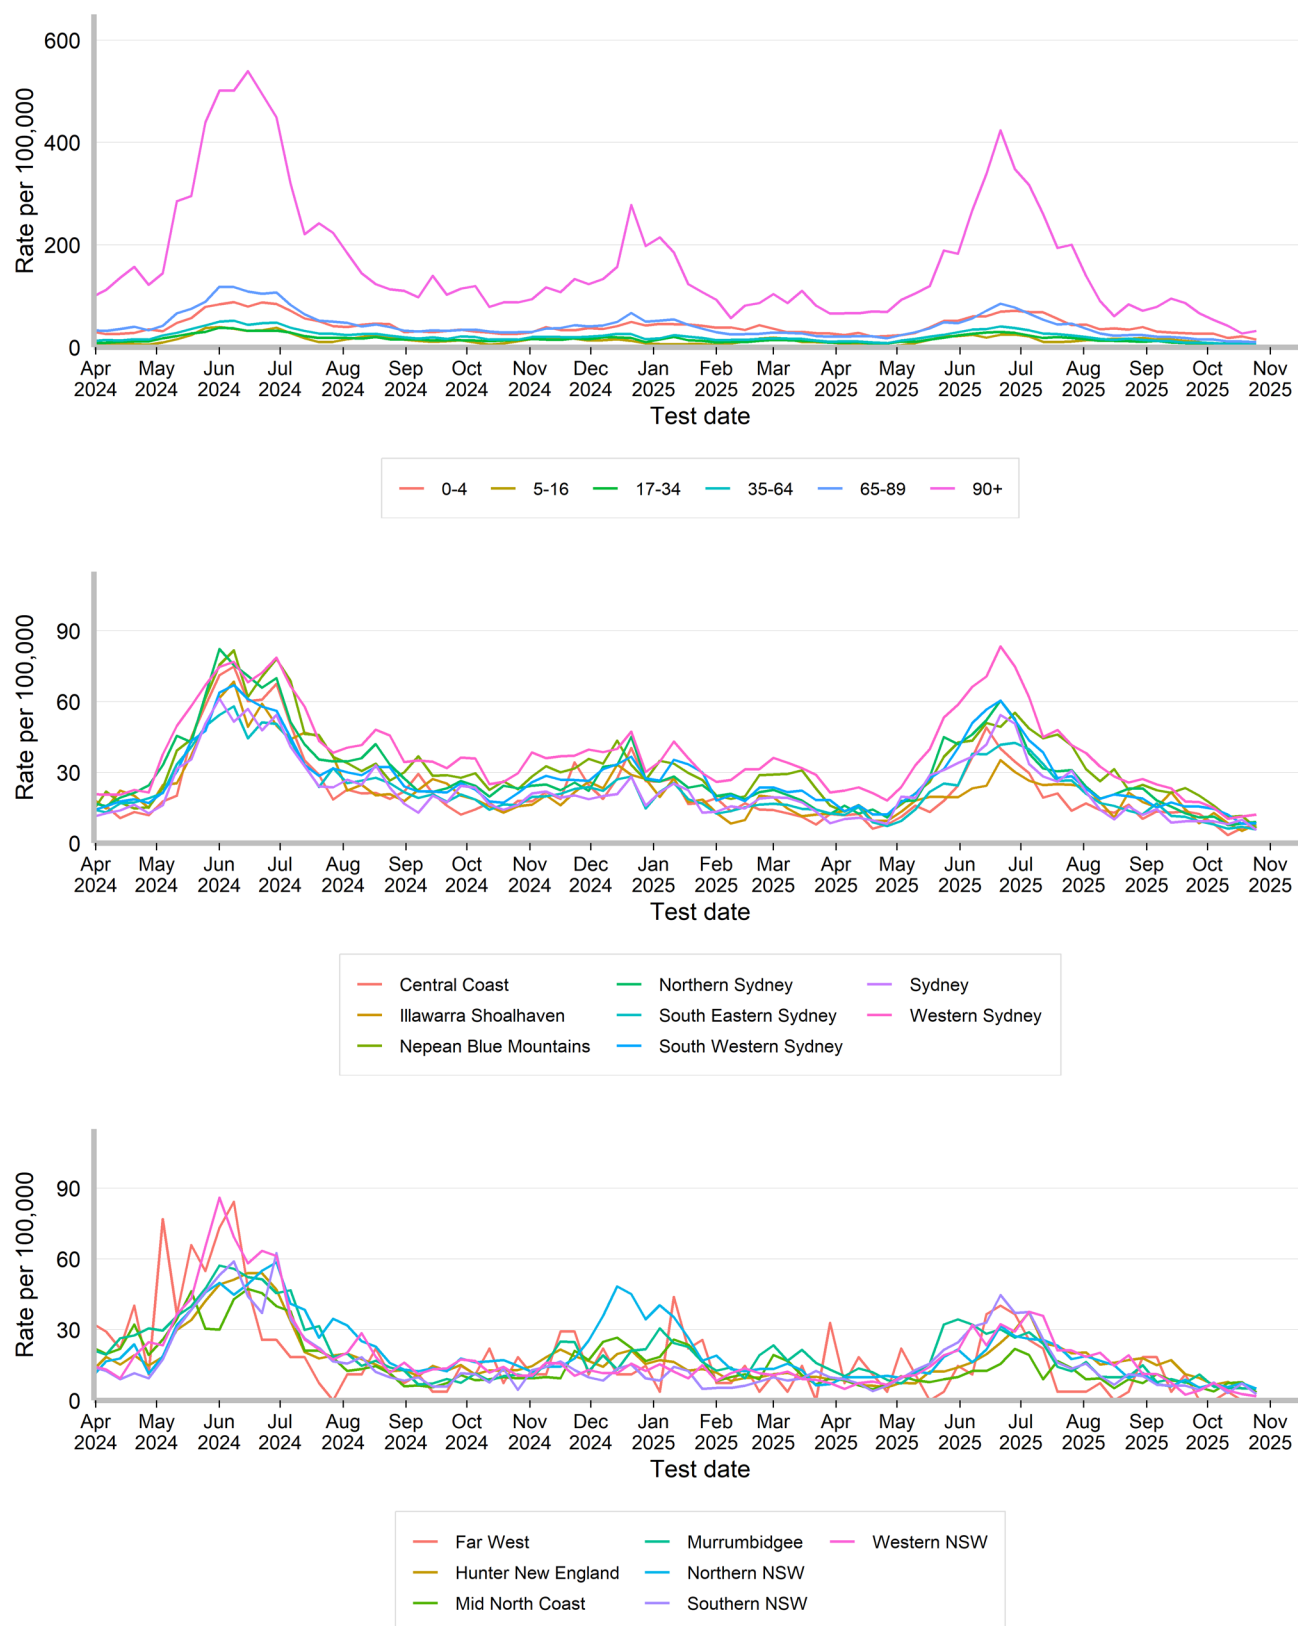 Rate per 100,000
600
400
200
0
Apr May Jun Jul Aug Sep Oct Nov Dec Jan Feb Mar Apr May Jun Jul Aug Sep Oct Nov
2024 2024 2024 2024 2024 2024 2024 2024 2024 2025 2025 2025 2025 2025 2025 2025 2025 2025 2025 2025
Test date
0-4 5-16 17-34 35-64 65-89 90+
Rate per 100,000
90
60
30
0
Apr May Jun Jul Aug Sep Oct Nov Dec Jan Feb Mar Apr May Jun Jul Aug Sep Oct Nov
2024 2024 2024 2024 2024 2024 2024 2024 2024 2025 2025 2025 2025 2025 2025 2025 2025 2025 2025 2025
Test date
Central Coast Northern Sydney Sydney
Illawarra Shoalhaven South Eastern Sydney Western Sydney
Nepean Blue Mountains South Western Sydney
Rate per 100,000
90
60
30
0
Apr May Jun Jul Aug Sep Oct Nov Dec Jan Feb Mar Apr May Jun Jul Aug Sep Oct Nov
2024 2024 2024 2024 2024 2024 2024 2024 2024 2025 2025 2025 2025 2025 2025 2025 2025 2025 2025 2025
Test date
Far West Murrumbidgee Western NSW
Hunter New England Northern NSW
Mid North Coast Southern NSW